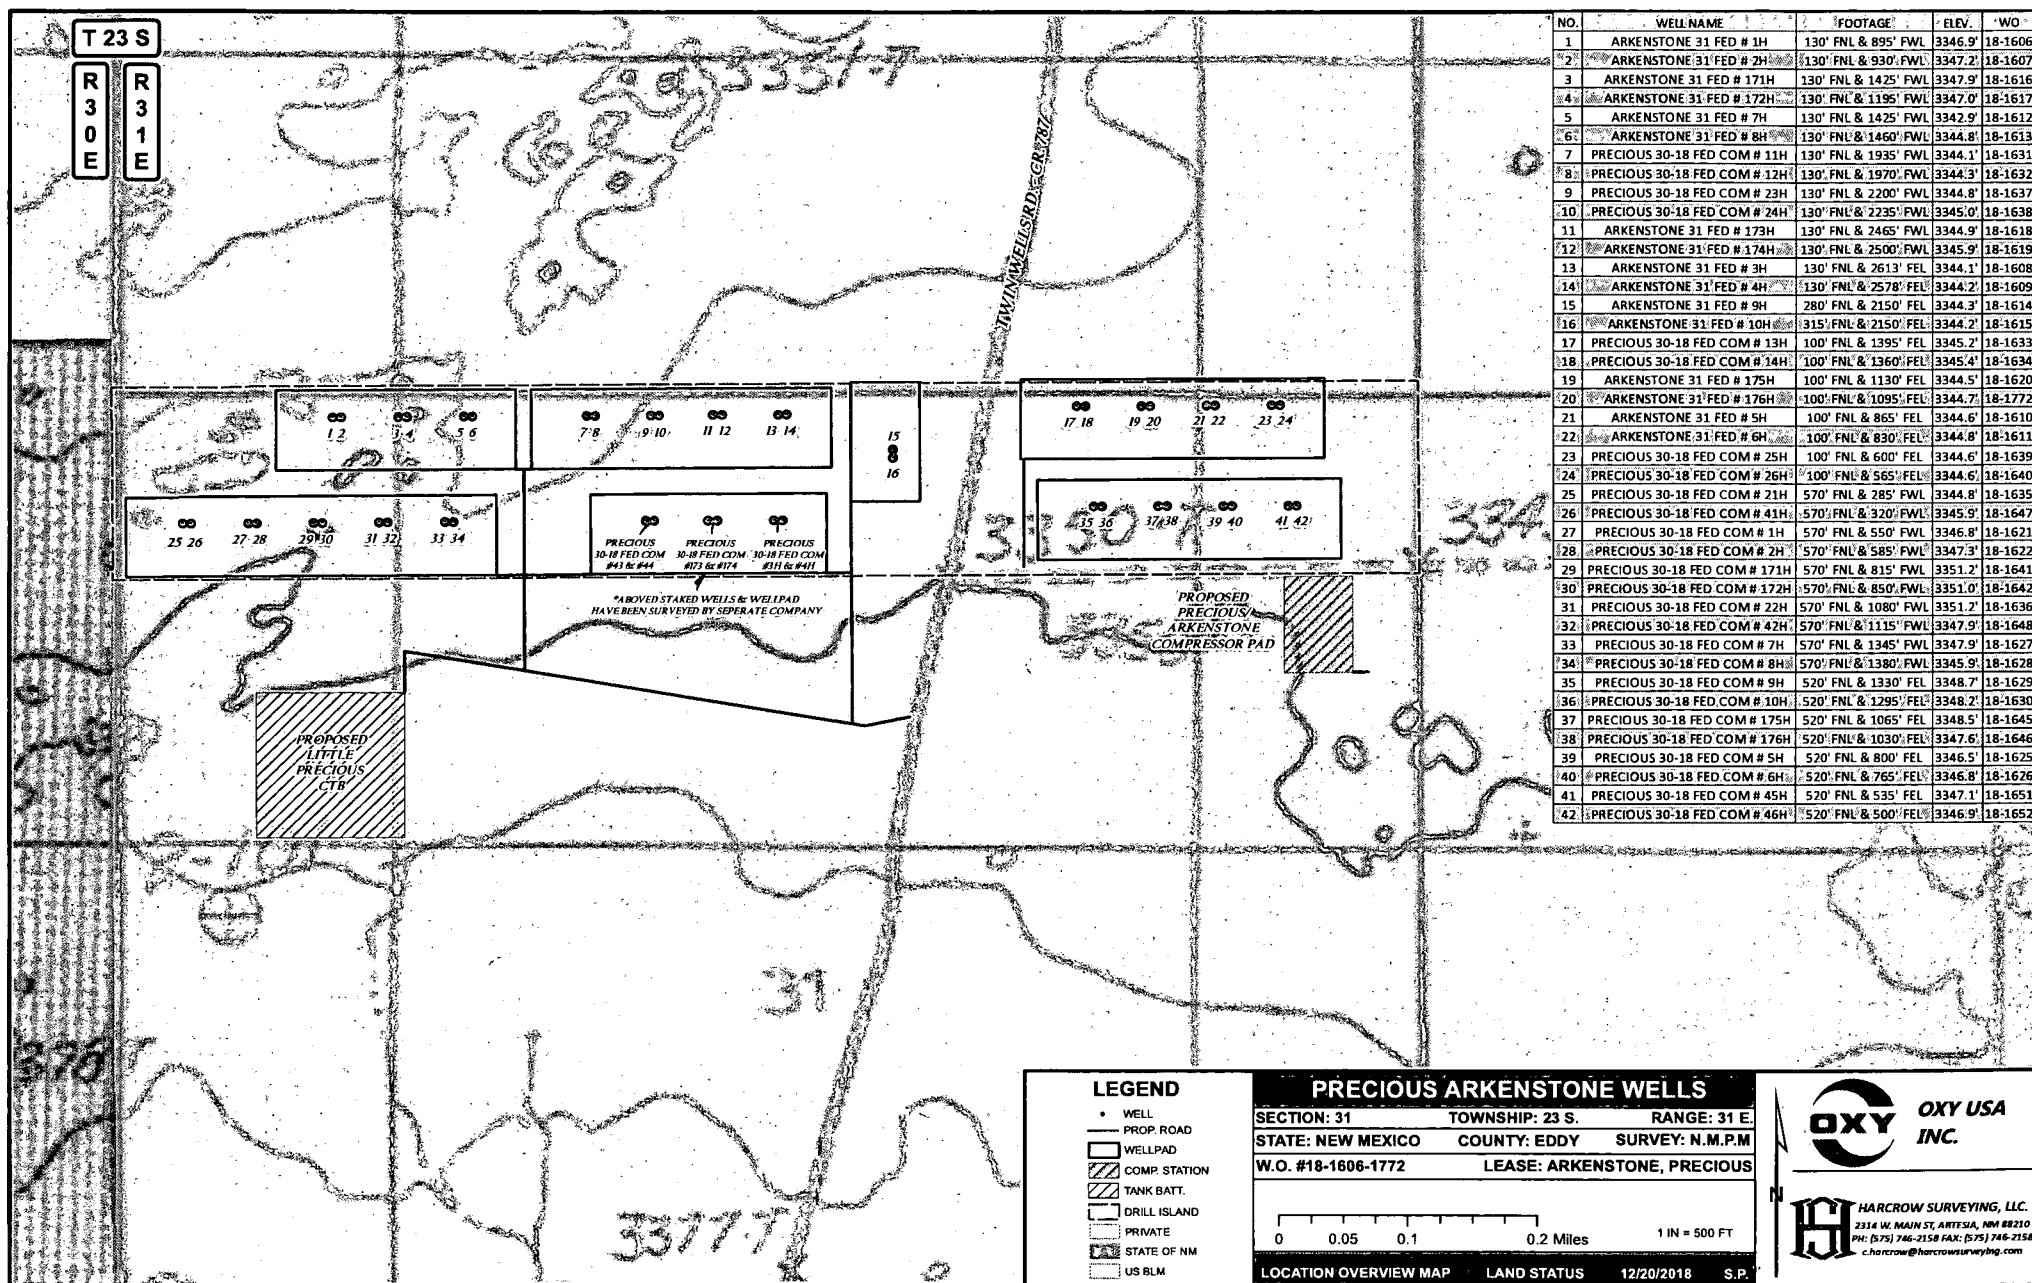 T 23 S
R30E
R31E
TWIN WELLS RD. - CR 787
1 2
3 4
5 6
7 8
9 10
11 12
13 14
15
16
17 18
19 20
21 22
23 24
25 26
27 28
29 30
31 32
33 34
35 36
37 38
39 40
41 42
PRECIOUS
30-18 FED COM
#43 & #44
PRECIOUS
30-18 FED COM
#173 & #174
PRECIOUS
30-18 FED COM
#3H & #4H
*ABOVED STAKED WELLS & WELLPAD
HAVE BEEN SURVEYED BY SEPERATE COMPANY
PROPOSED
PRECIOUS/
ARKENSTONE
COMPRESSOR PAD
PROPOSED
LITTLE
PRECIOUS
CTB
31
3377.T
NO. WELL NAME FOOTAGE ELEV. WO
1 ARKENSTONE 31 FED # 1H 130' FNL & 895' FWL 3346.9' 18-1606
2 ARKENSTONE 31 FED # 2H 130' FNL & 930' FWL 3347.2' 18-1607
3 ARKENSTONE 31 FED # 171H 130' FNL & 1425' FWL 3347.9' 18-1616
4 ARKENSTONE 31 FED # 172H 130' FNL & 1195' FWL 3347.0' 18-1617
5 ARKENSTONE 31 FED # 7H 130' FNL & 1425' FWL 3342.9' 18-1612
6 ARKENSTONE 31 FED # 8H 130' FNL & 1460' FWL 3344.8' 18-1613
7 PRECIOUS 30-18 FED COM # 11H 130' FNL & 1935' FWL 3344.1' 18-1631
8 PRECIOUS 30-18 FED COM # 12H 130' FNL & 1970' FWL 3344.3' 18-1632
9 PRECIOUS 30-18 FED COM # 23H 130' FNL & 2200' FWL 3344.8' 18-1637
10 PRECIOUS 30-18 FED COM # 24H 130' FNL & 2235' FWL 3345.0' 18-1638
11 ARKENSTONE 31 FED # 173H 130' FNL & 2465' FWL 3344.9' 18-1618
12 ARKENSTONE 31 FED # 174H 130' FNL & 2500' FWL 3345.9' 18-1619
13 ARKENSTONE 31 FED # 3H 130' FNL & 2613' FEL 3344.1' 18-1608
14 ARKENSTONE 31 FED # 4H 130' FNL & 2578' FEL 3344.2' 18-1609
15 ARKENSTONE 31 FED # 9H 280' FNL & 2150' FEL 3344.3' 18-1614
16 ARKENSTONE 31 FED # 10H 315' FNL & 2150' FEL 3344.2' 18-1615
17 PRECIOUS 30-18 FED COM # 13H 100' FNL & 1395' FEL 3345.2' 18-1633
18 PRECIOUS 30-18 FED COM # 14H 100' FNL & 1360' FEL 3345.4' 18-1634
19 ARKENSTONE 31 FED # 175H 100' FNL & 1130' FEL 3344.5' 18-1620
20 ARKENSTONE 31 FED # 176H 100' FNL & 1095' FEL 3344.7' 18-1772
21 ARKENSTONE 31 FED # 5H 100' FNL & 865' FEL 3344.6' 18-1610
22 ARKENSTONE 31 FED # 6H 100' FNL & 830' FEL 3344.8' 18-1611
23 PRECIOUS 30-18 FED COM # 25H 100' FNL & 600' FEL 3344.6' 18-1639
24 PRECIOUS 30-18 FED COM # 26H 100' FNL & 565' FEL 3344.6' 18-1640
25 PRECIOUS 30-18 FED COM # 21H 570' FNL & 285' FWL 3344.8' 18-1635
26 PRECIOUS 30-18 FED COM # 41H 570' FNL & 320' FWL 3345.9' 18-1647
27 PRECIOUS 30-18 FED COM # 1H 570' FNL & 550' FWL 3346.8' 18-1621
28 PRECIOUS 30-18 FED COM # 2H 570' FNL & 585' FWL 3347.3' 18-1622
29 PRECIOUS 30-18 FED COM # 171H 570' FNL & 815' FWL 3351.2' 18-1641
30 PRECIOUS 30-18 FED COM # 172H 570' FNL & 850' FWL 3351.0' 18-1642
31 PRECIOUS 30-18 FED COM # 22H 570' FNL & 1080' FWL 3351.2' 18-1636
32 PRECIOUS 30-18 FED COM # 42H 570' FNL & 1115' FWL 3347.9' 18-1648
33 PRECIOUS 30-18 FED COM # 7H 570' FNL & 1345' FWL 3347.9' 18-1627
34 PRECIOUS 30-18 FED COM # 8H 570' FNL & 1380' FWL 3345.9' 18-1628
35 PRECIOUS 30-18 FED COM # 9H 520' FNL & 1330' FEL 3348.7' 18-1629
36 PRECIOUS 30-18 FED COM # 10H 520' FNL & 1295' FEL 3348.2' 18-1630
37 PRECIOUS 30-18 FED COM # 175H 520' FNL & 1065' FEL 3348.5' 18-1645
38 PRECIOUS 30-18 FED COM # 176H 520' FNL & 1030' FEL 3347.6' 18-1646
39 PRECIOUS 30-18 FED COM # 5H 520' FNL & 800' FEL 3346.5' 18-1625
40 PRECIOUS 30-18 FED COM # 6H 520' FNL & 765' FEL 3346.8' 18-1626
41 PRECIOUS 30-18 FED COM # 45H 520' FNL & 535' FEL 3347.1' 18-1651
42 PRECIOUS 30-18 FED COM # 46H 520' FNL & 500' FEL 3346.9' 18-1652
LEGEND
WELL
PROP. ROAD
WELLPAD
COMP. STATION
TANK BATT.
DRILL ISLAND
PRIVATE
STATE OF NM
US BLM
PRECIOUS ARKENSTONE WELLS
SECTION: 31 TOWNSHIP: 23 S. RANGE: 31 E.
STATE: NEW MEXICO COUNTY: EDDY SURVEY: N.M.P.M
W.O. #18-1606-1772 LEASE: ARKENSTONE, PRECIOUS
0 0.05 0.1 0.2 Miles 1 IN = 500 FT
LOCATION OVERVIEW MAP LAND STATUS 12/20/2018 S.P.
N
OXY
OXY USA
INC.
HARCROW SURVEYING, LLC.
2314 W. MAIN ST, ARTESIA, NM 88210
PH: (575) 746-2158 FAX: (575) 746-2158
c.harcrow@harcrowsurveying.com